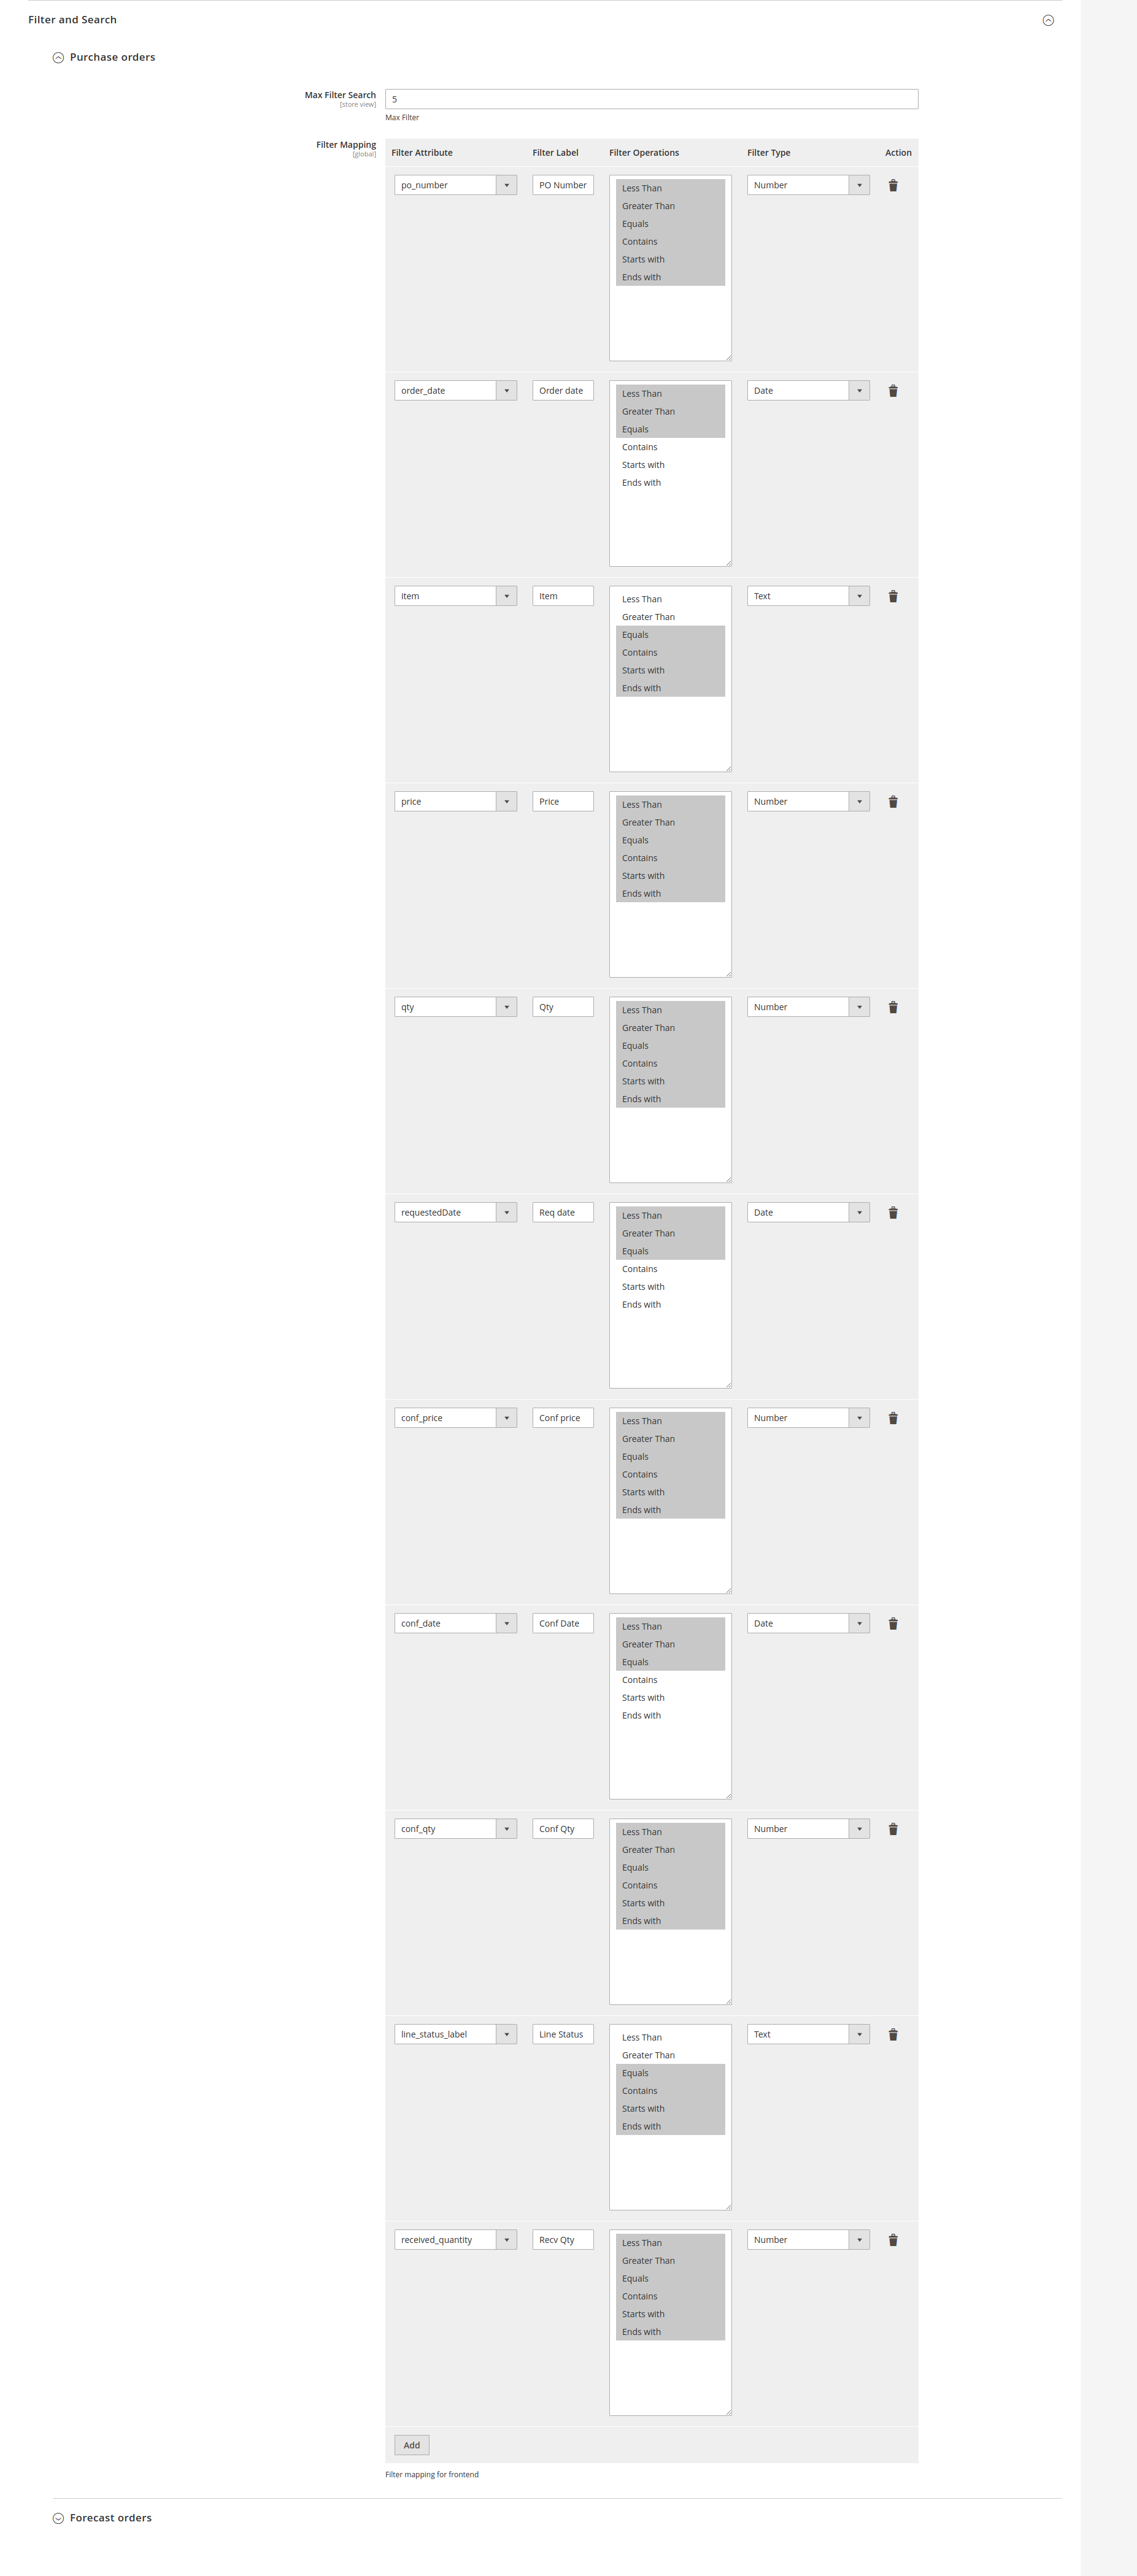 Filter and Search
Purchase orders
Max Filter Search
[store view]
5
Max Filter
Filter Mapping
[global]
Filter Attribute Filter Label Filter Operations Filter Type Action
po_number PO Number Less Than Number
Greater Than
Equals
Contains
Starts with
Ends with
order_date Order date Less Than Date
Greater Than
Equals
Contains
Starts with
Ends with
item Item Less Than Text
Greater Than
Equals
Contains
Starts with
Ends with
price Price Less Than Number
Greater Than
Equals
Contains
Starts with
Ends with
qty Qty Less Than Number
Greater Than
Equals
Contains
Starts with
Ends with
requestedDate Req date Less Than Date
Greater Than
Equals
Contains
Starts with
Ends with
conf_price Conf price Less Than Number
Greater Than
Equals
Contains
Starts with
Ends with
conf_date Conf Date Less Than Date
Greater Than
Equals
Contains
Starts with
Ends with
conf_qty Conf Qty Less Than Number
Greater Than
Equals
Contains
Starts with
Ends with
line_status_label Line Status Less Than Text
Greater Than
Equals
Contains
Starts with
Ends with
received_quantity Recv Qty Less Than Number
Greater Than
Equals
Contains
Starts with
Ends with
Add
Filter mapping for frontend
Forecast orders